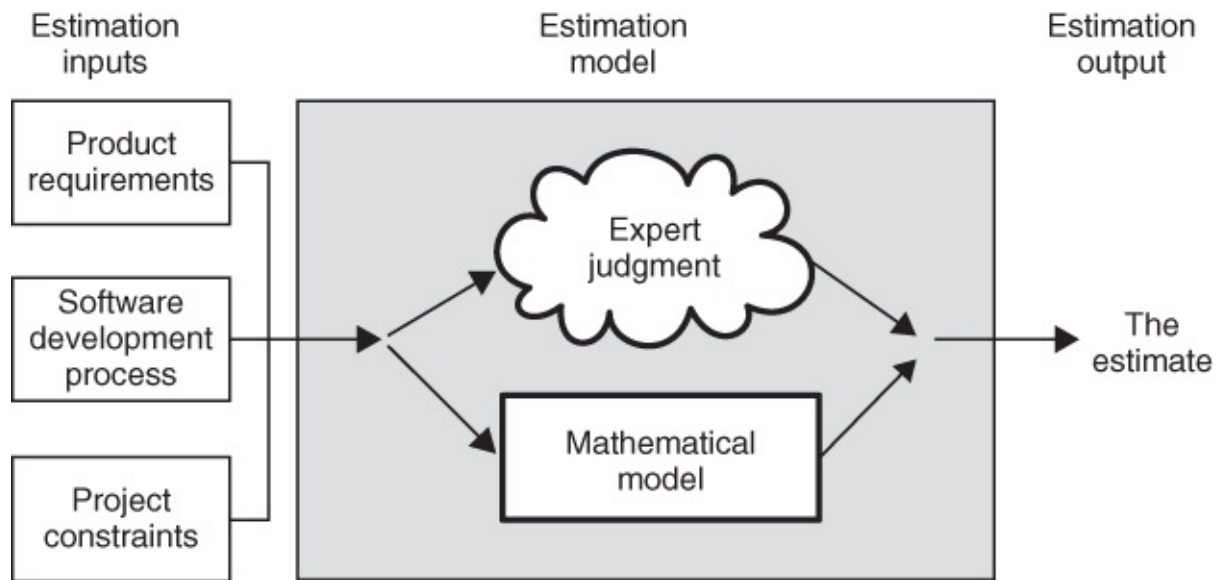 Estimation
inputs
Estimation
model
Estimation
output
Product
requirements
Software
development
process
Project
constraints
Expert
judgment
Mathematical
model
The
estimate